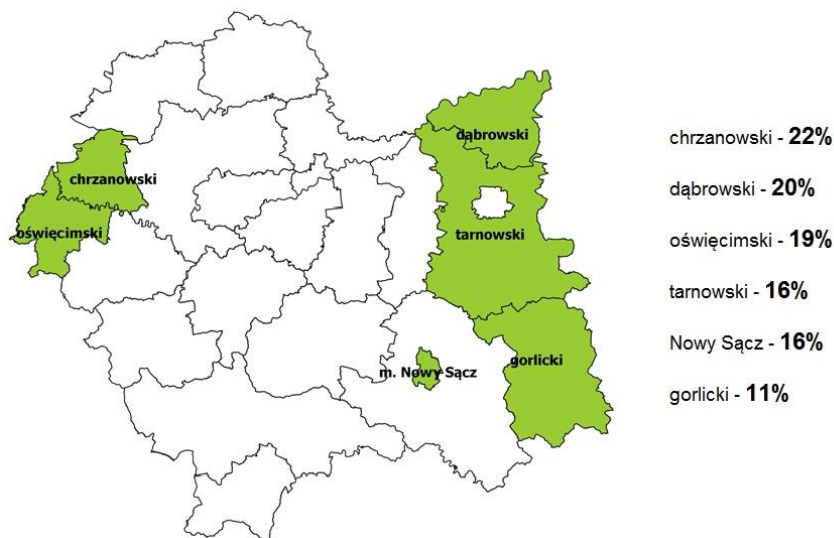 dąbrowski
chrzanowski
oświęcimski
tarnowski
m. Nowy Sącz
gorlicki
chrzanowski - 22%
dąbrowski - 20%
oświęcimski - 19%
tarnowski - 16%
Nowy Sącz - 16%
gorlicki - 11%